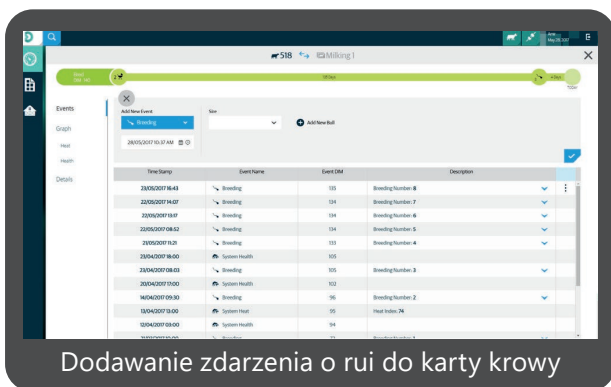 518 Milking 1
TODAY
Events
Graph
Heat
Health
Details
Add New Event
Breeding
Sire
Add New Bull
28/05/2017 10:37 AM
Time Stamp Event Name Event DIM Description
23/05/2017 16:43 Breeding 135 Breeding Number: 8
22/05/2017 14:07 Breeding 134 Breeding Number: 7
22/05/2017 13:17 Breeding 134 Breeding Number: 6
22/05/2017 08:52 Breeding 134 Breeding Number: 5
21/05/2017 11:21 Breeding 133 Breeding Number: 4
23/04/2017 18:00 System Health 105
23/04/2017 08:03 Breeding 105 Breeding Number: 3
20/04/2017 17:00 System Health 102
14/04/2017 09:30 Breeding 96 Breeding Number: 2
13/04/2017 13:00 System Heat 95 Heat Index: 74
12/04/2017 03:00 System Health 94
Dodawanie zdarzenia o rui do karty krowy